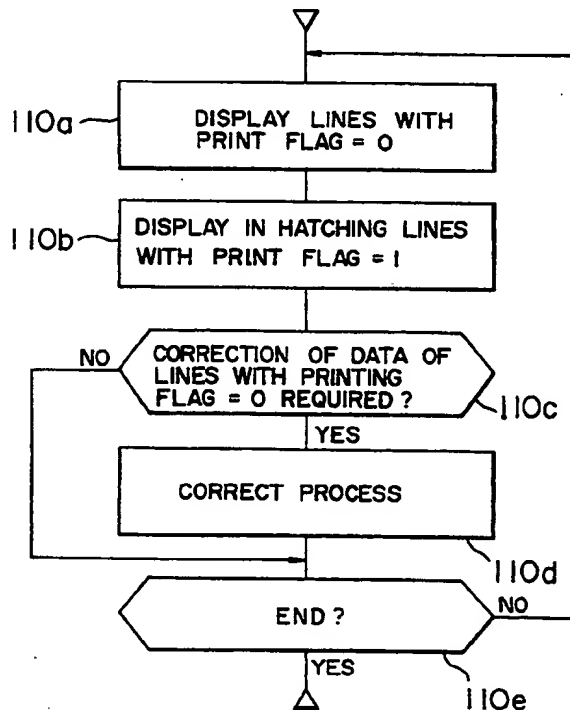 110a
DISPLAY LINES WITH
PRINT FLAG = 0
110b
DISPLAY IN HATCHING LINES
WITH PRINT FLAG = 1
NO
CORRECTION OF DATA OF
LINES WITH PRINTING
FLAG = 0 REQUIRED ?
110c
YES
CORRECT PROCESS
110d
END ?
NO
YES
110e